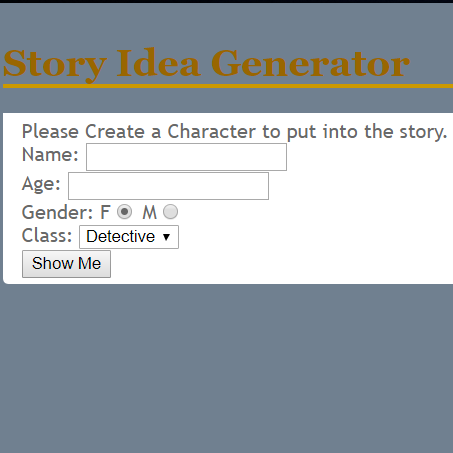 Story Idea Generator
Please Create a Character to put into the story.
Name:
Age:
Gender: F M
Class: Detective
Show Me